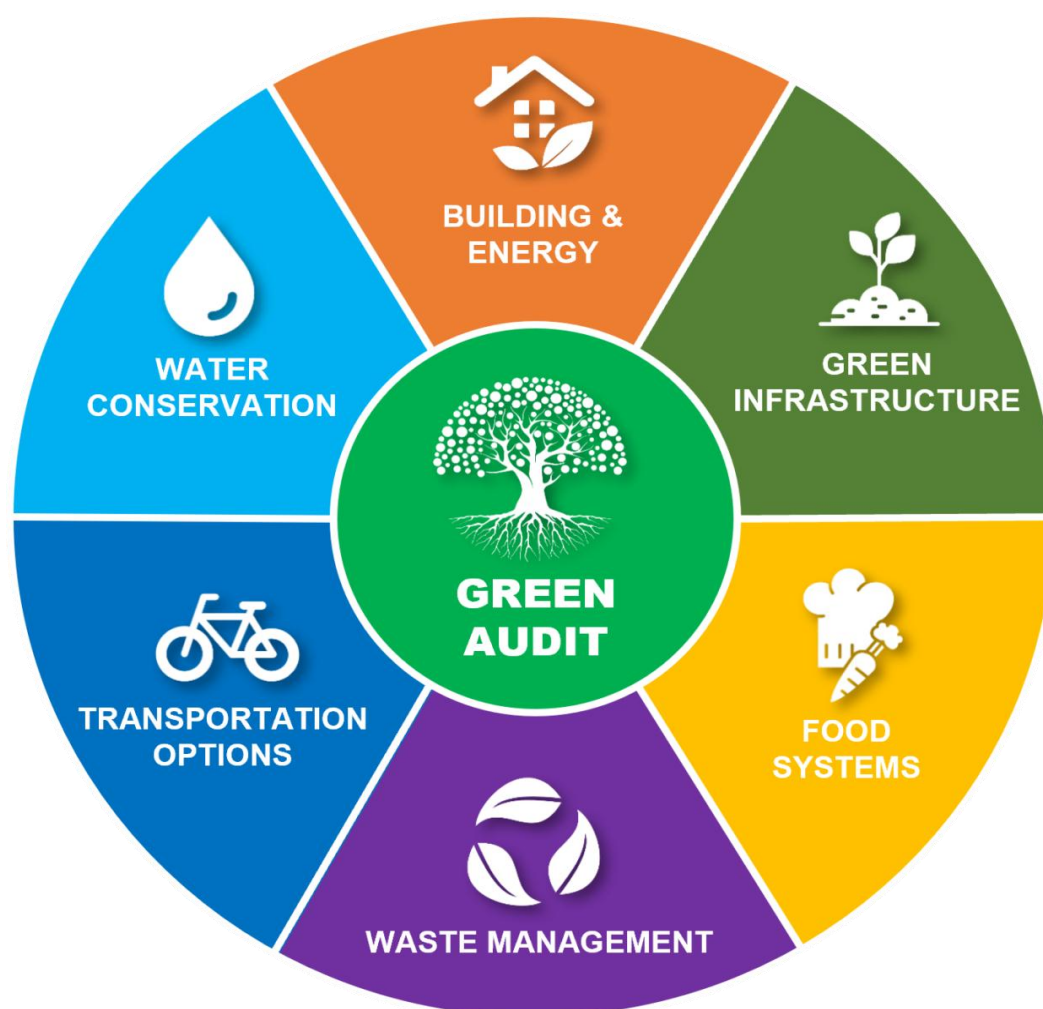 BUILDING &
ENERGY
GREEN
INFRASTRUCTURE
FOOD
SYSTEMS
WASTE MANAGEMENT
TRANSPORTATION
OPTIONS
WATER
CONSERVATION
GREEN
AUDIT